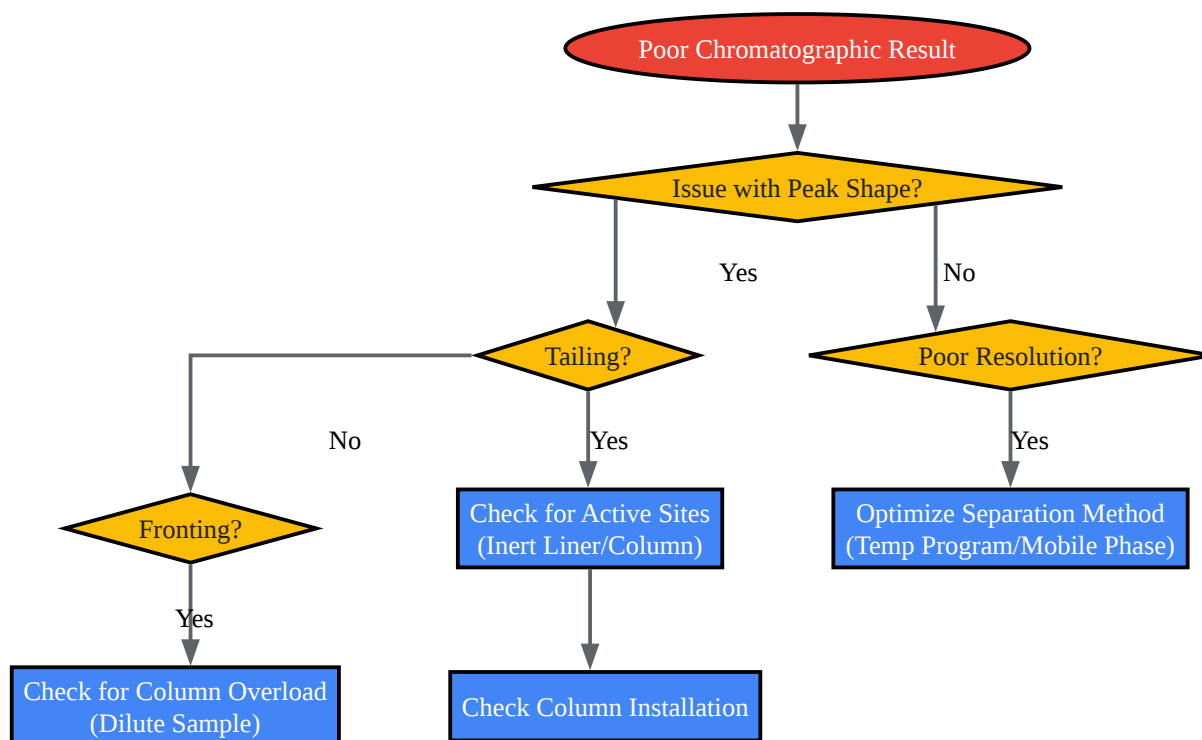 Poor Chromatographic Result
Issue with Peak Shape?
Yes
No
Tailing?
Poor Resolution?
No
Yes
Yes
Fronting?
Check for Active Sites
(Inert Liner/Column)
Optimize Separation Method
(Temp Program/Mobile Phase)
Yes
Check for Column Overload
(Dilute Sample)
Check Column Installation